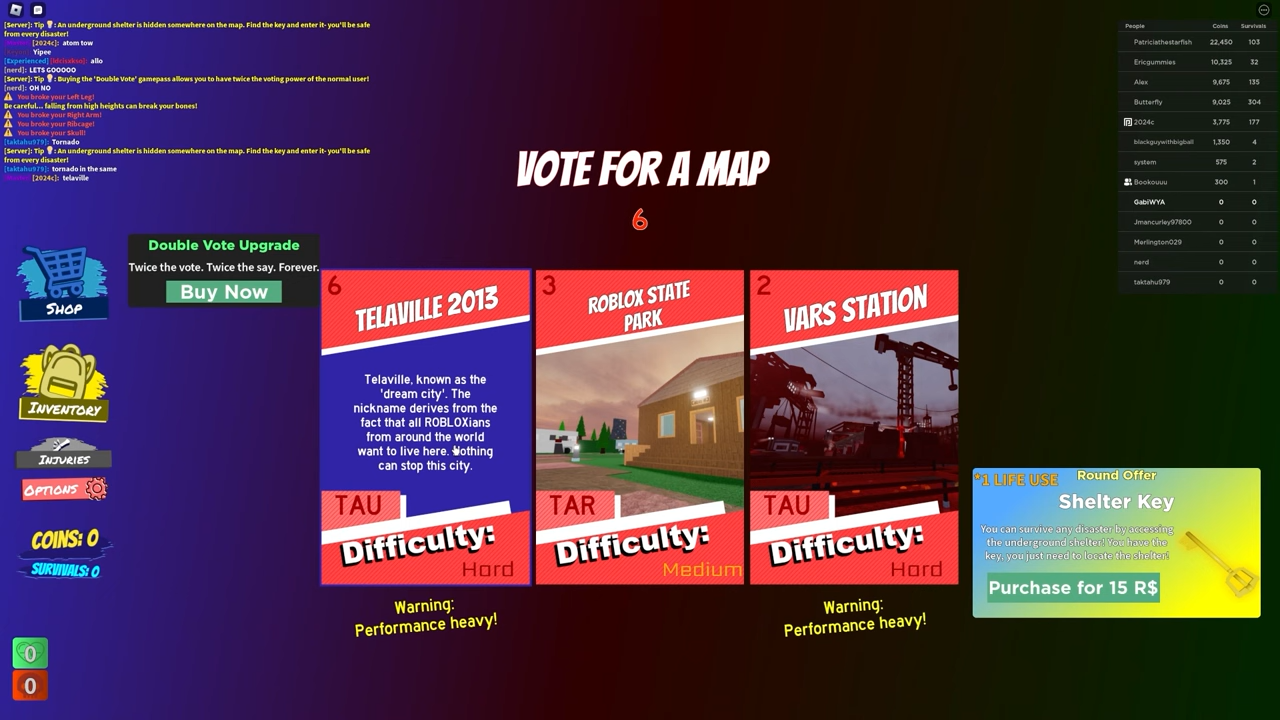 [Server]: Tip 💡: An underground shelter is hidden somewhere on the map. Find the key and enter it- you'll be safe
from every disaster!
[2024c]: atom tow
Yipee
[Experienced] allo
[nerd]: LETS GOOOOO
[Server]: Tip 💡: Buying the 'Double Vote' gamepass allows you to have twice the voting power of the normal user!
[nerd]: OH NO
⚠ You broke your Left Leg!
Be careful... falling from high heights can break your bones!
⚠ You broke your Right Arm!
⚠ You broke your Ribcage!
⚠ You broke your Skull!
[taktahu979]: Tornado
[Server]: Tip 💡: An underground shelter is hidden somewhere on the map. Find the key and enter it- you'll be safe
from every disaster!
[taktahu979]: tornado in the same
[2024c]: telaville
People Coins Survivals
Patriciathestarfish 22,450 103
Ericgummies 10,325 32
Alex 9,675 135
Butterfly 9,025 304
2024c 3,775 177
blackguywithbigball 1,350 4
system 575 2
Bookouuu 300 1
GabiWYA 0 0
Jmancurley97800 0 0
Merlington029 0 0
nerd 0 0
taktahu979 0 0
VOTE FOR A MAP
6
Double Vote Upgrade
Twice the vote. Twice the say. Forever.
Buy Now
SHOP
INVENTORY
INJURIES
OPTIONS
COINS: 0
SURVIVALS: 0
0
0
6
TELAVILLE 2013
Telaville, known as the
'dream city'. The
nickname derives from the
fact that all ROBLOXians
from around the world
want to live here. Nothing
can stop this city.
TAU
Difficulty:
Hard
Warning:
Performance heavy!
3
ROBLOX STATE
PARK
TAR
Difficulty:
Medium
2
VARS STATION
TAU
Difficulty:
Hard
Warning:
Performance heavy!
*1 LIFE USE
Round Offer
Shelter Key
You can survive any disaster by accessing
the underground shelter! You have the
key, you just need to locate the shelter!
Purchase for 15 R$